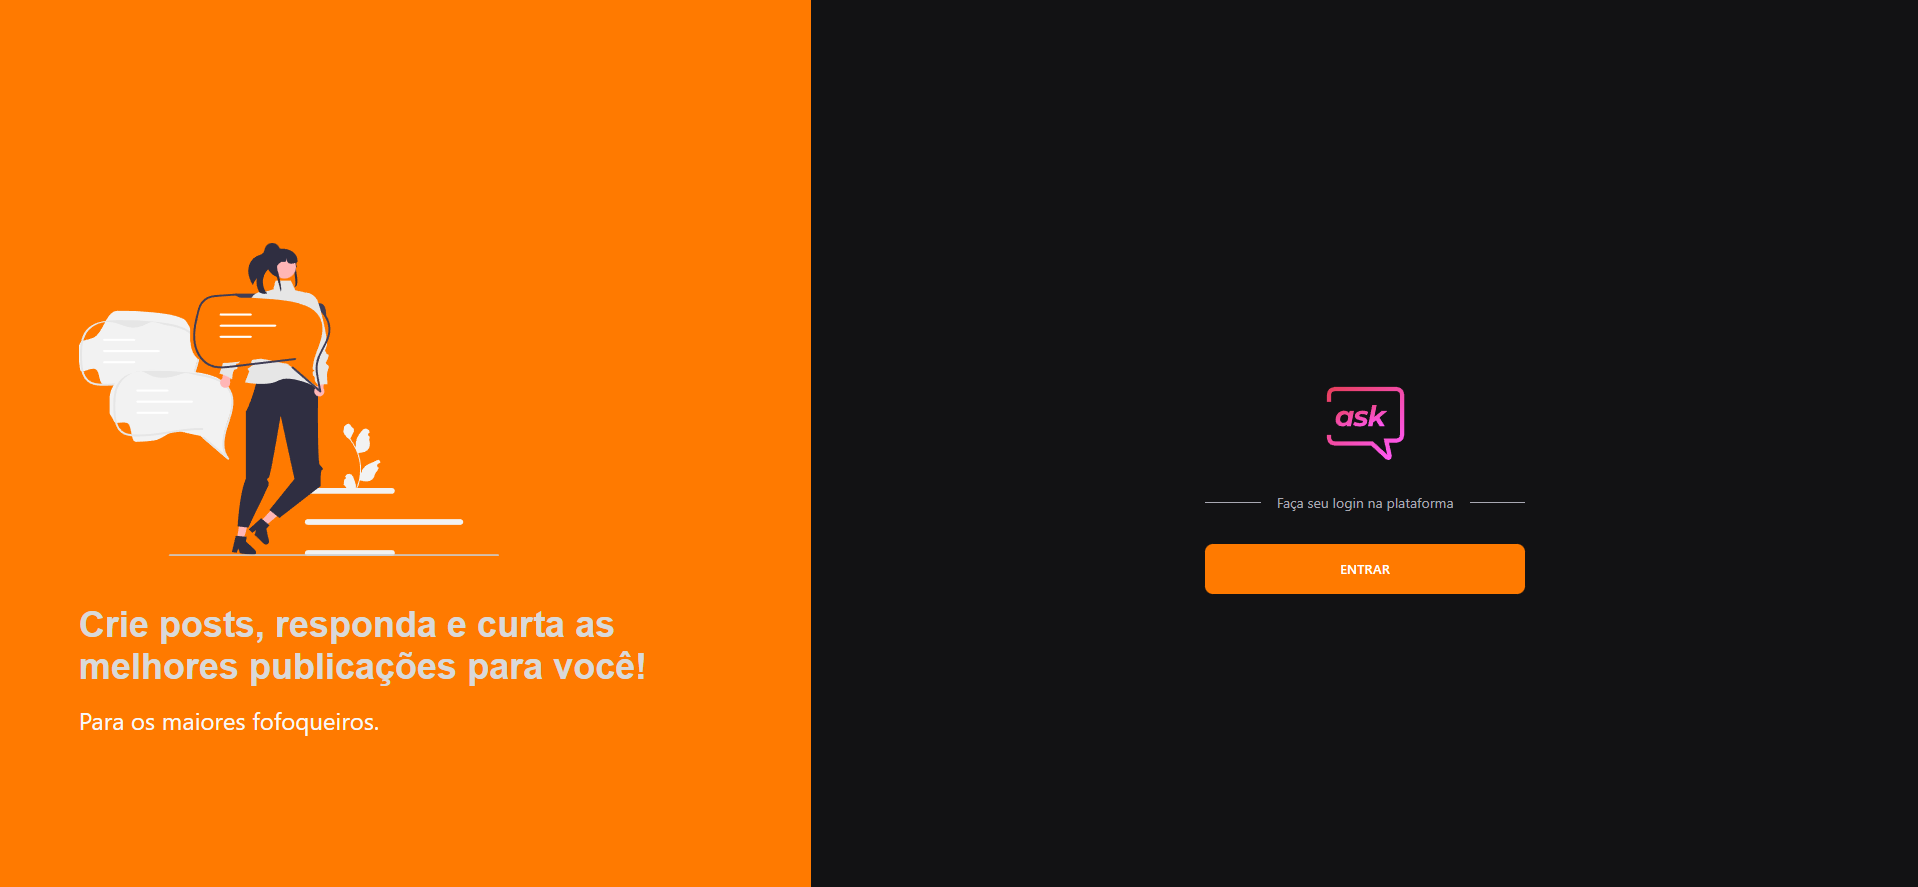 Crie posts, responda e curta as
melhores publicações para você!
Para os maiores fofoqueiros.
ask
Faça seu login na plataforma
ENTRAR